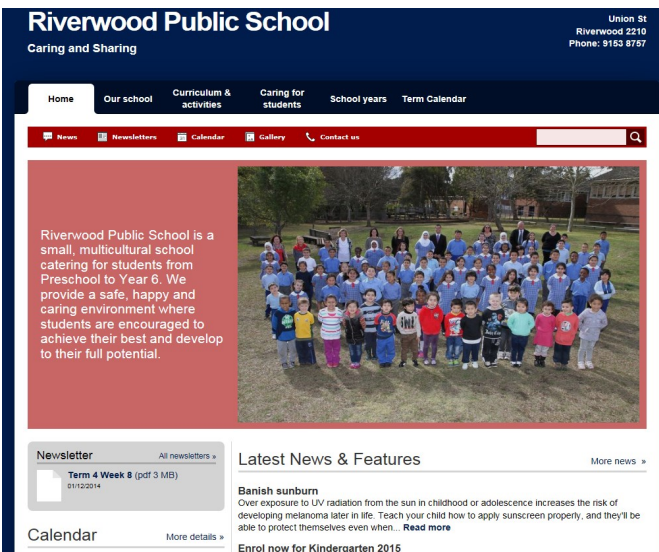 Riverwood Public School
Caring and Sharing
Union St
Riverwood 2210
Phone: 9153 8757
Home
Our school
Curriculum &
activities
Caring for
students
School years
Term Calendar
News
Newsletters
Calendar
Gallery
Contact us
Riverwood Public School is a
small, multicultural school
catering for students from
Preschool to Year 6. We
provide a safe, happy and
caring environment where
students are encouraged to
achieve their best and develop
to their full potential.
Newsletter
All newsletters »
Term 4 Week 8 (pdf 3 MB)
01/12/2014
Calendar
More details »
Latest News & Features
More news »
Banish sunburn
Over exposure to UV radiation from the sun in childhood or adolescence increases the risk of
developing melanoma later in life. Teach your child how to apply sunscreen properly, and they'll be
able to protect themselves even when... Read more
Enrol now for Kindergarten 2015